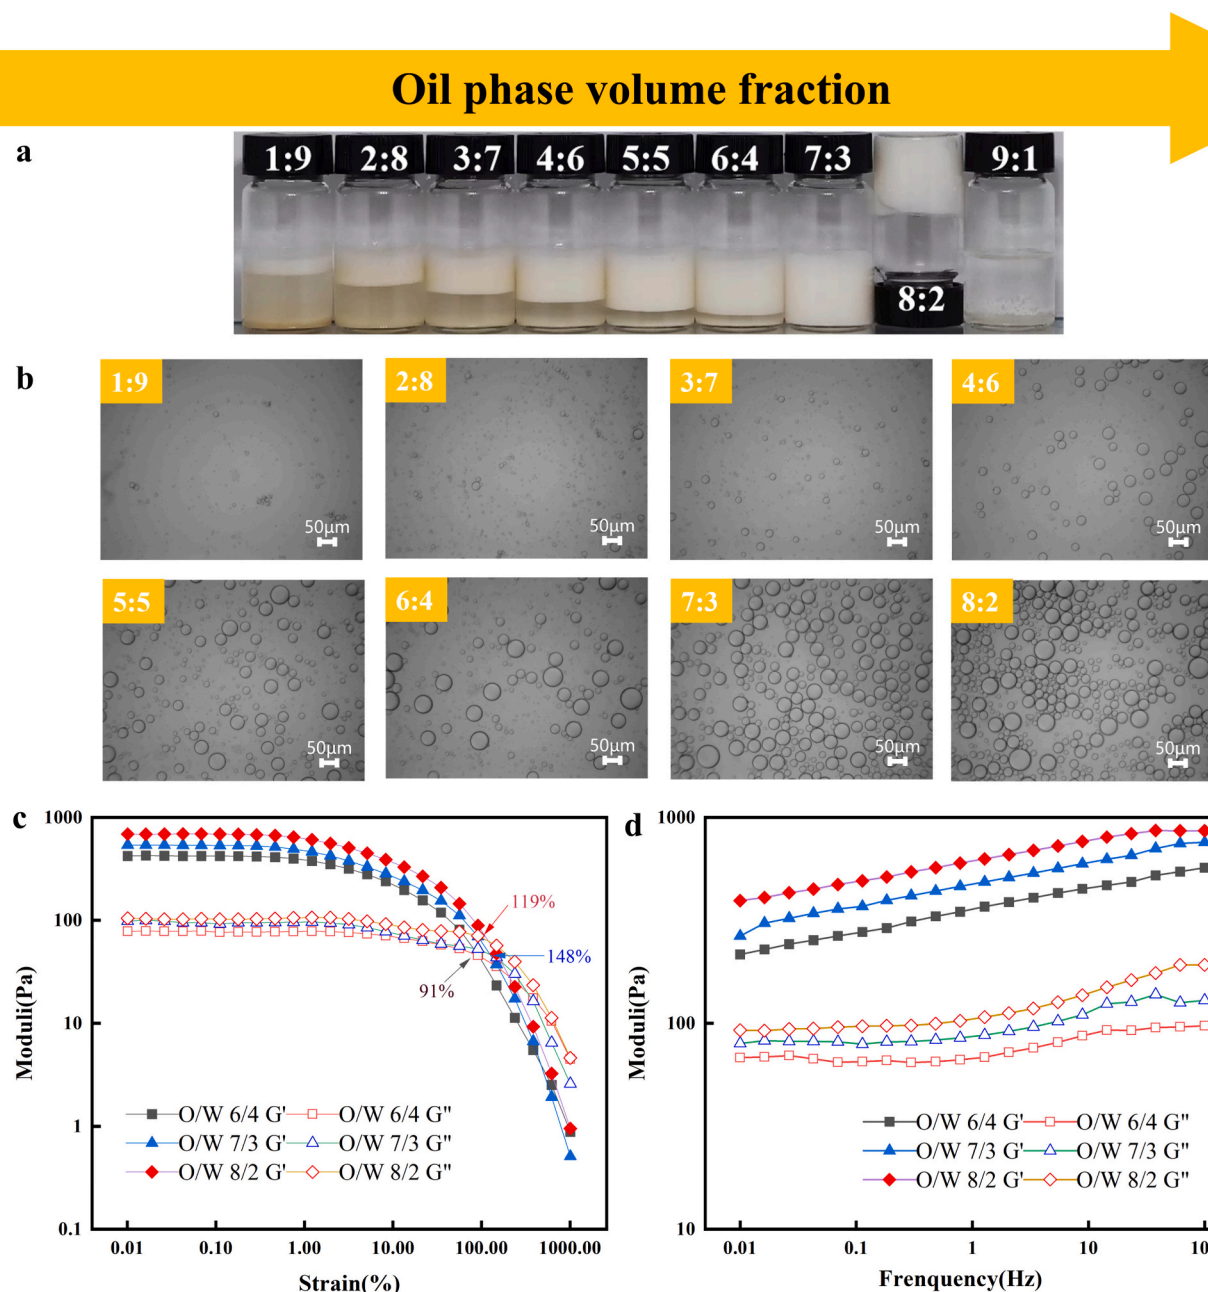 Oil phase volume fraction
a
1:9 2:8 3:7 4:6 5:5 6:4 7:3 8:2 9:1
b
1:9 2:8 3:7 4:6
50μm 50μm 50μm 50μm
5:5 6:4 7:3 8:2
50μm 50μm 50μm 50μm
c
1000
100
10
1
0.1
Moduli(Pa)
119%
148%
91%
O/W 6/4 G' O/W 6/4 G"
O/W 7/3 G' O/W 7/3 G"
O/W 8/2 G' O/W 8/2 G"
0.01 0.10 1.00 10.00 100.00 1000.00
Strain(%)
d
1000
100
10
Moduli(Pa)
O/W 6/4 G' O/W 6/4 G"
O/W 7/3 G' O/W 7/3 G"
O/W 8/2 G' O/W 8/2 G"
0.01 0.1 1 10
Frenquency(Hz)